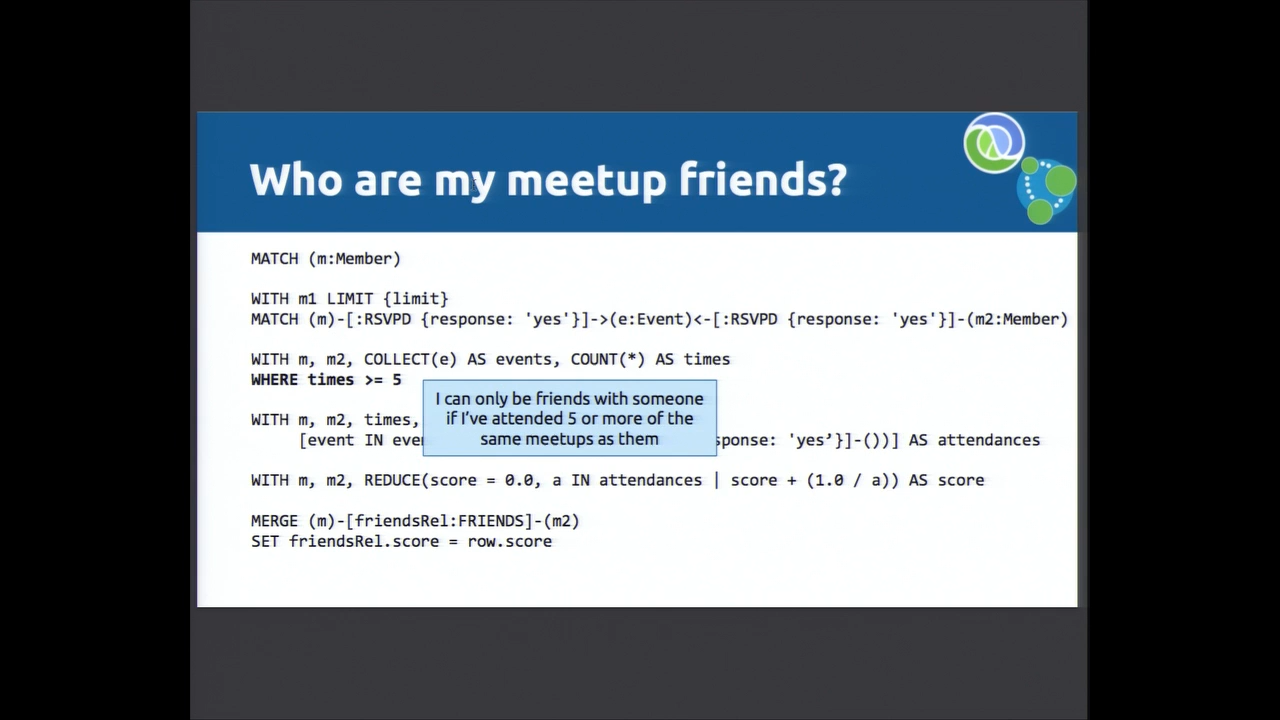 Who are my meetup friends?
MATCH (m:Member)
WITH m1 LIMIT {limit}
MATCH (m)-[:RSVPD {response: 'yes'}]->(e:Event)<-[:RSVPD {response: 'yes'}]-(m2:Member)
WITH m, m2, COLLECT(e) AS events, COUNT(*) AS times
WHERE times >= 5
I can only be friends with someone
if I've attended 5 or more of the
same meetups as them
WITH m, m2, times,
[event IN eve sponse: 'yes’}]-())] AS attendances
WITH m, m2, REDUCE(score = 0.0, a IN attendances | score + (1.0 / a)) AS score
MERGE (m)-[friendsRel:FRIENDS]-(m2)
SET friendsRel.score = row.score